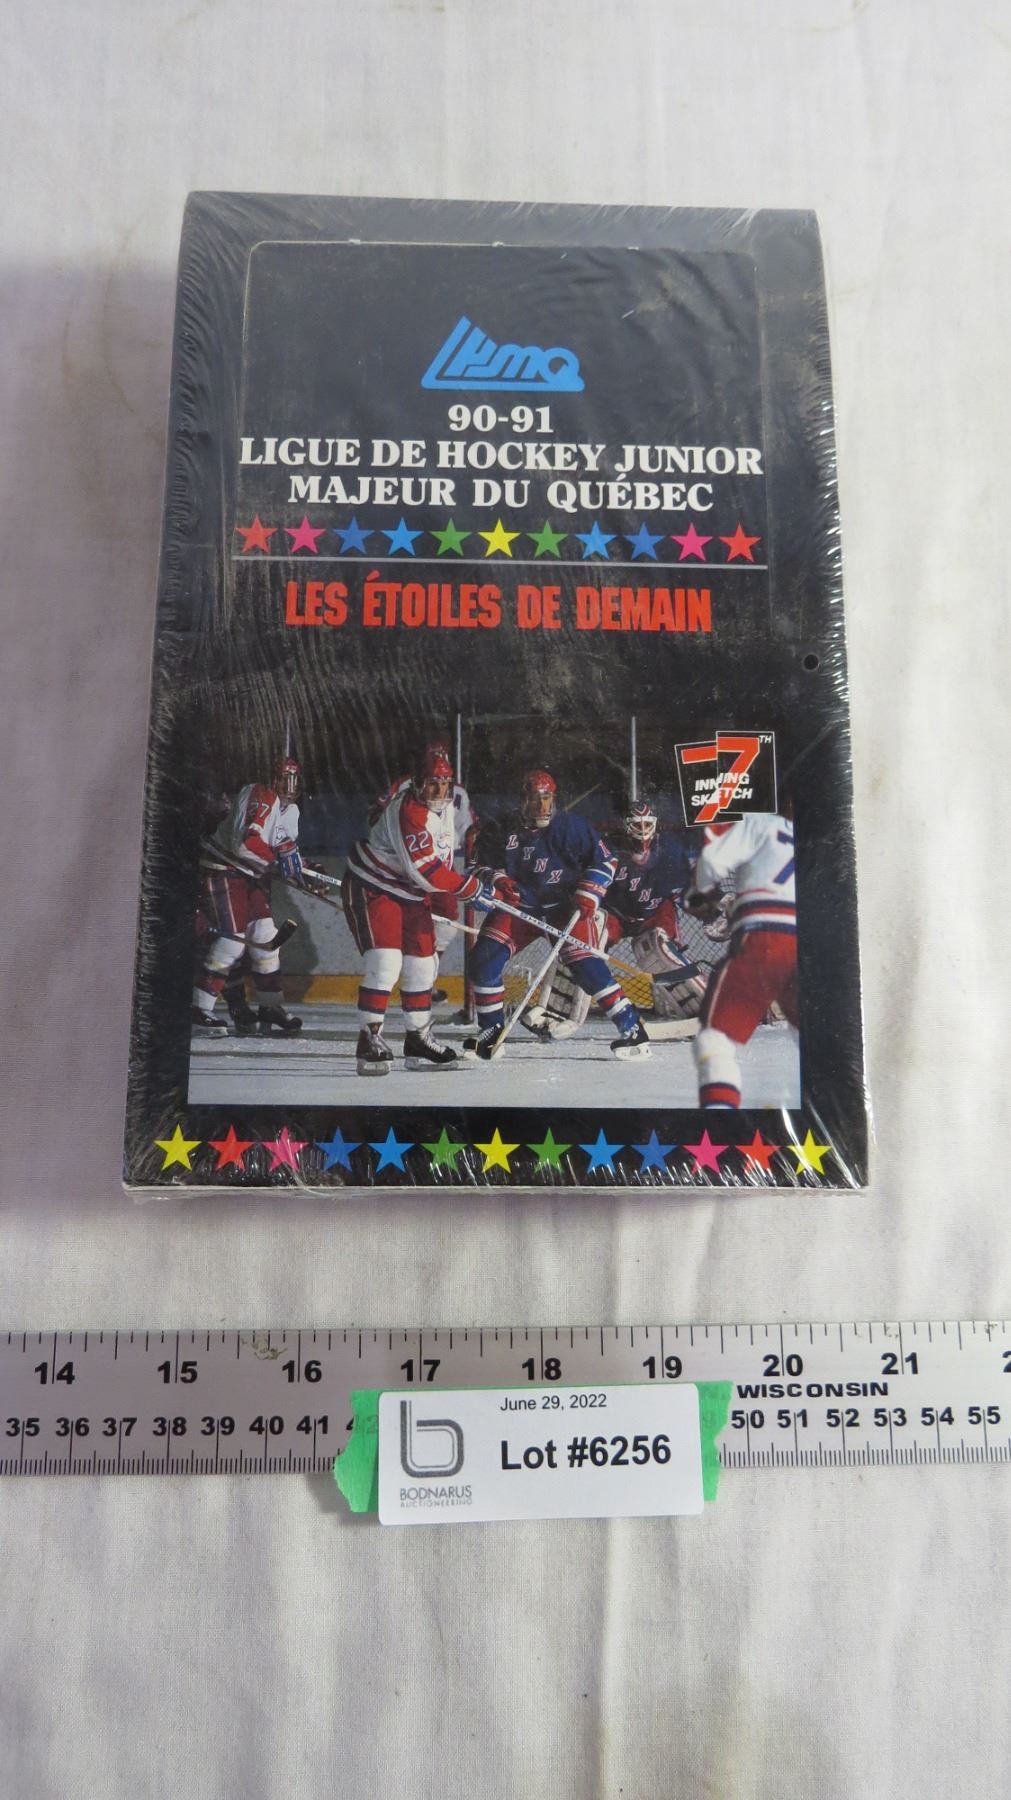 LHJMQ
90-91
LIGUE DE HOCKEY JUNIOR
MAJEUR DU QUÉBEC
LES ÉTOILES DE DEMAIN
7TH
INNING
SKETCH
22
7
LYNX
LYNX
SHERWOOD
14 15 16 17 18 19 20 21
WISCONSIN
35 36 37 38 39 40 41 50 51 52 53 54 55
June 29, 2022
Lot #6256
BODNARUS
AUCTIONEERING